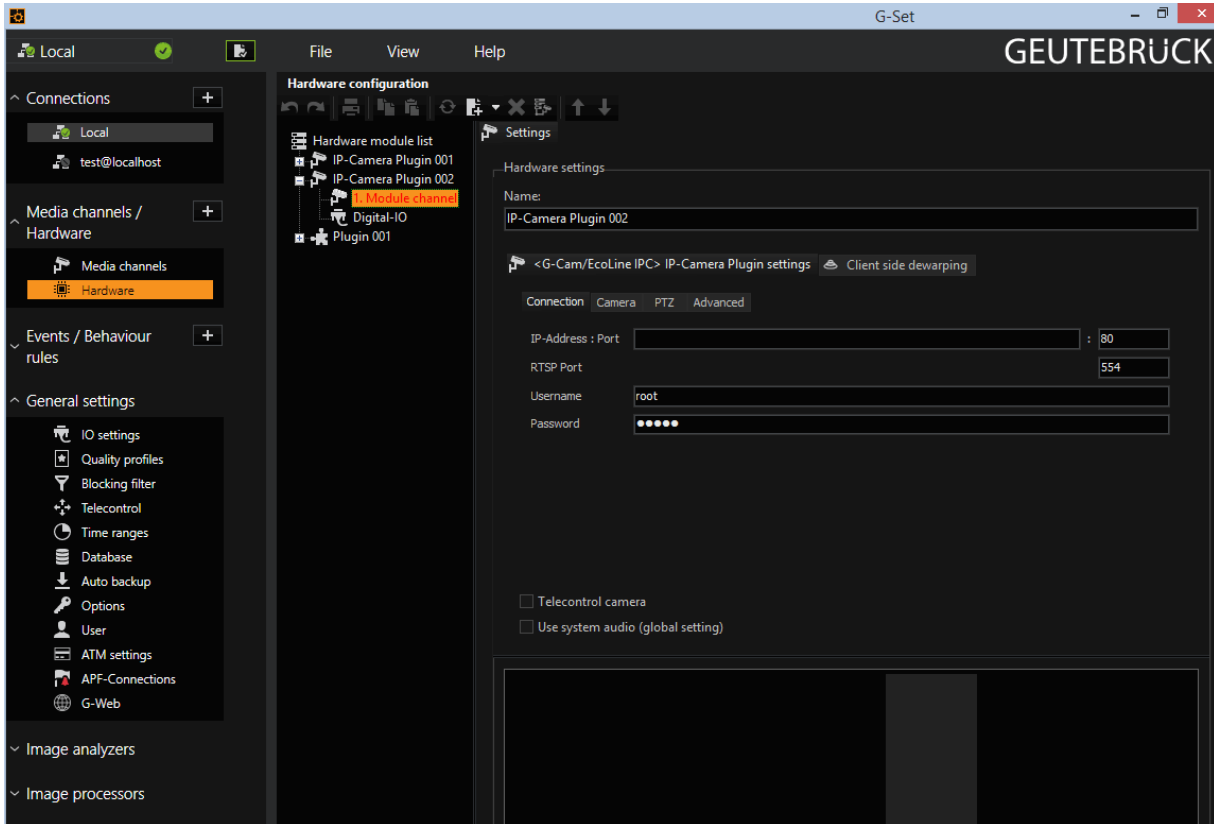 G-Set
Local
File View Help
GEUTEBRÜCK
Connections
Local
test@localhost
Media channels /
Hardware
Media channels
Hardware
Events / Behaviour
rules
General settings
IO settings
Quality profiles
Blocking filter
Telecontrol
Time ranges
Database
Auto backup
Options
User
ATM settings
APF-Connections
G-Web
Image analyzers
Image processors
Hardware configuration
Hardware module list
IP-Camera Plugin 001
IP-Camera Plugin 002
1. Module channel
Digital-IO
Plugin 001
Settings
Hardware settings
Name:
IP-Camera Plugin 002
<G-Cam/EcoLine IPC> IP-Camera Plugin settings Client side dewarping
Connection Camera PTZ Advanced
IP-Address : Port : 80
RTSP Port 554
Username root
Password ●●●●●
Telecontrol camera
Use system audio (global setting)